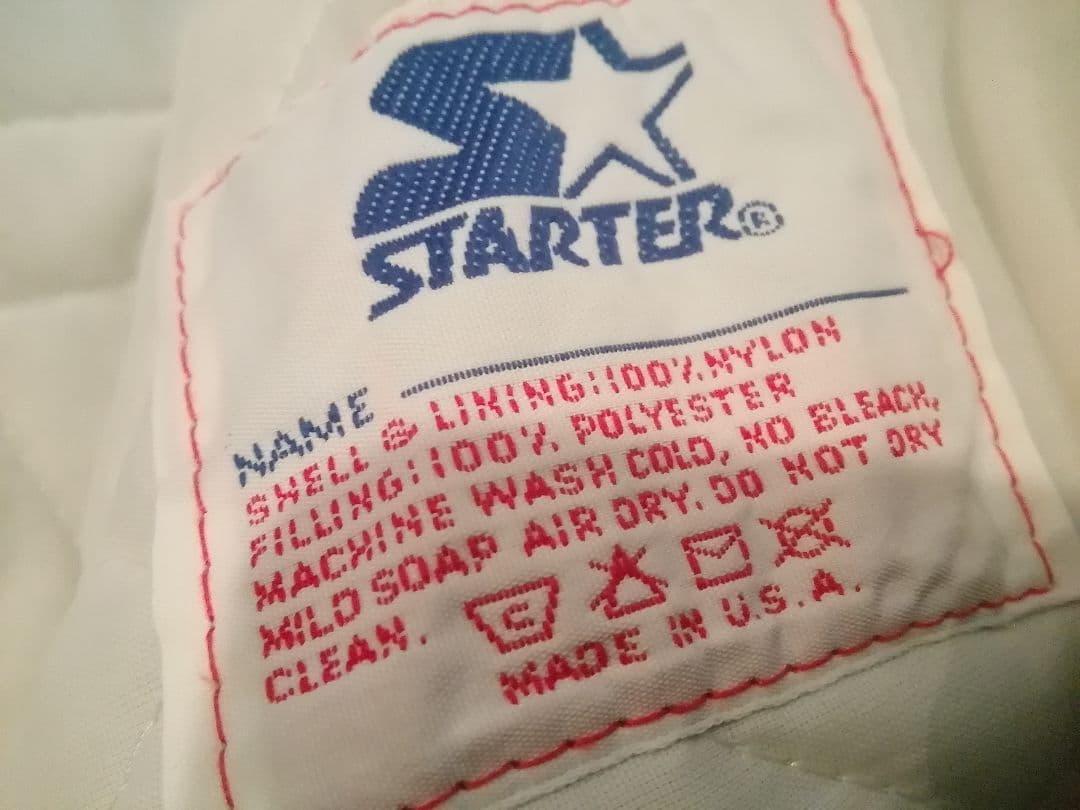 STARTER®
NAME
SHELL & LINING:100% NYLON
FILLING:100% POLYESTER
MACHINE WASH COLD, NO BLEACH,
MILD SOAP AIR DRY. DO NOT DRY
CLEAN.
MADE IN U.S.A.